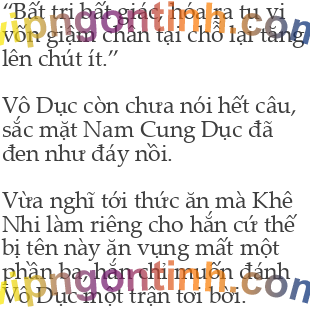 “Bất tri bất giác, hóa ra tu vi
vốn giậm chân tại chỗ lại tăng
lên chút ít.”
Vô Dục còn chưa nói hết câu,
sắc mặt Nam Cung Dục đã
đen như đáy nồi.
Vừa nghĩ tới thức ăn mà Khê
Nhi làm riêng cho hắn cứ thế
bị tên này ăn vụng mất một
phần ba, hắn chỉ muốn đánh
Vô Dục một trận tơi bời.